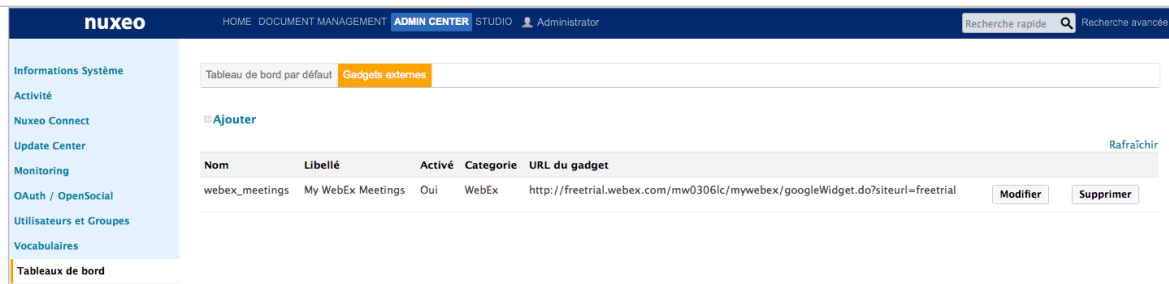 nuxeo HOME DOCUMENT MANAGEMENT ADMIN CENTER STUDIO Administrator Recherche rapide Recherche avancée
Informations Système
Activité
Nuxeo Connect
Update Center
Monitoring
OAuth / OpenSocial
Utilisateurs et Groupes
Vocabulaires
Tableaux de bord
Tableau de bord par défaut Gadgets externes
Ajouter
Rafraîchir
Nom Libellé Activé Categorie URL du gadget
webex_meetings My WebEx Meetings Oui WebEx http://freetrial.webex.com/mw0306lc/mywebex/googleWidget.do?siteurl=freetrial Modifier Supprimer